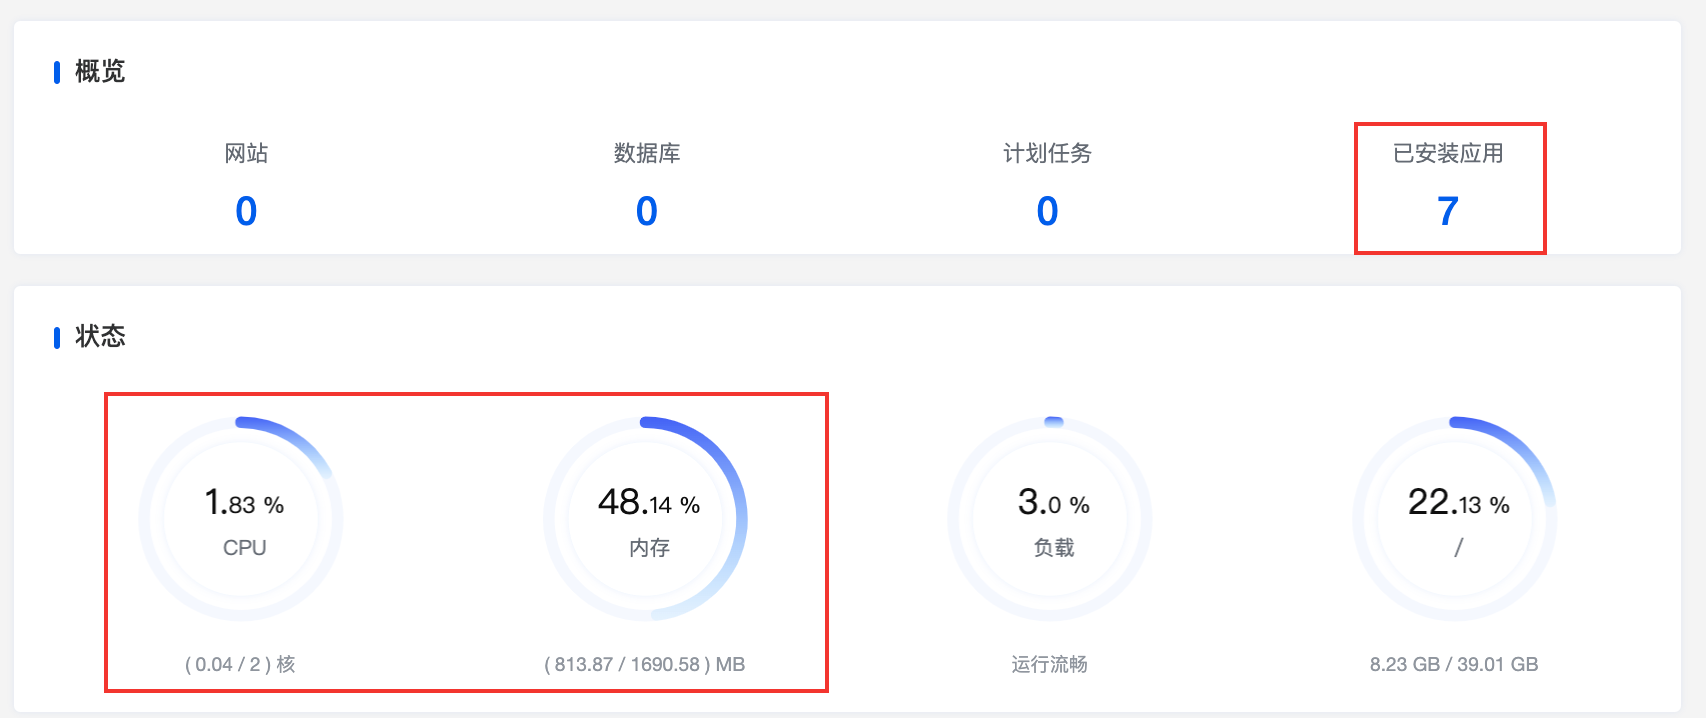 概览
网站 数据库 计划任务 已安装应用
0 0 0 7
状态
1.83 % 48.14 % 3.0 % 22.13 %
CPU 内存 负载 /
( 0.04 / 2 ) 核 ( 813.87 / 1690.58 ) MB 运行流畅 8.23 GB / 39.01 GB